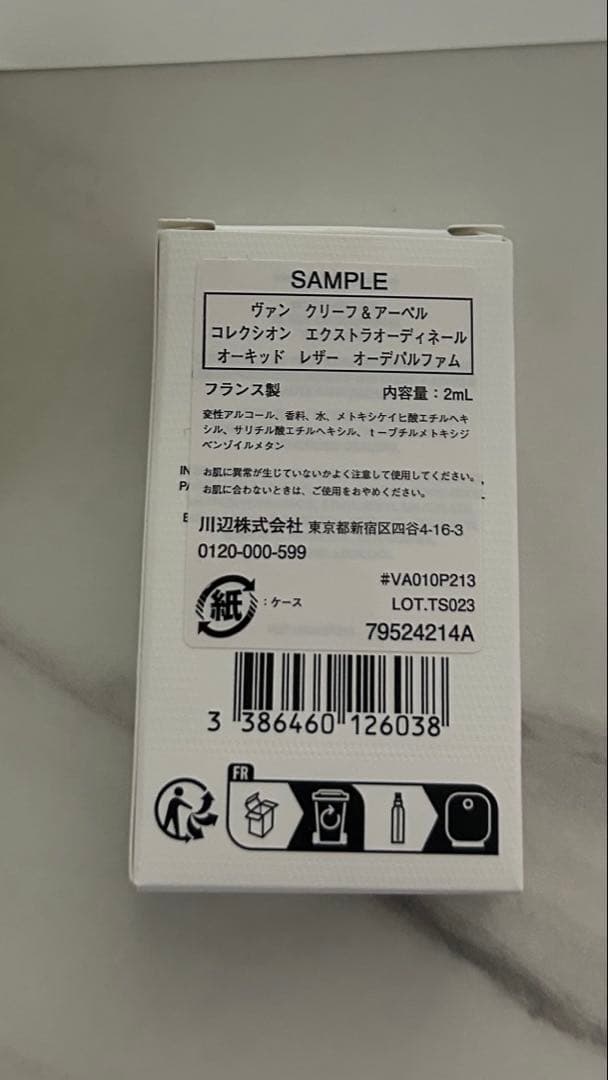 SAMPLE
ヴァン クリーフ&アーペル
コレクシオン エクストラオーディネール
オーキッド レザー オーデパルファム
フランス製 内容量:2mL
変性アルコール、香料、水、メトキシケイヒ酸エチルヘキ
シル、サリチル酸エチルヘキシル、t-ブチルメトキシジ
ベンゾイルメタン
お肌に異常が生じていないかよく注意して使用してください。
お肌に合わないときは、ご使用をおやめください。
川辺株式会社 東京都新宿区四谷4-16-3
0120-000-599
#VA010P213
紙 :ケース LOT.TS023
79524214A
3 386460 126038
FR